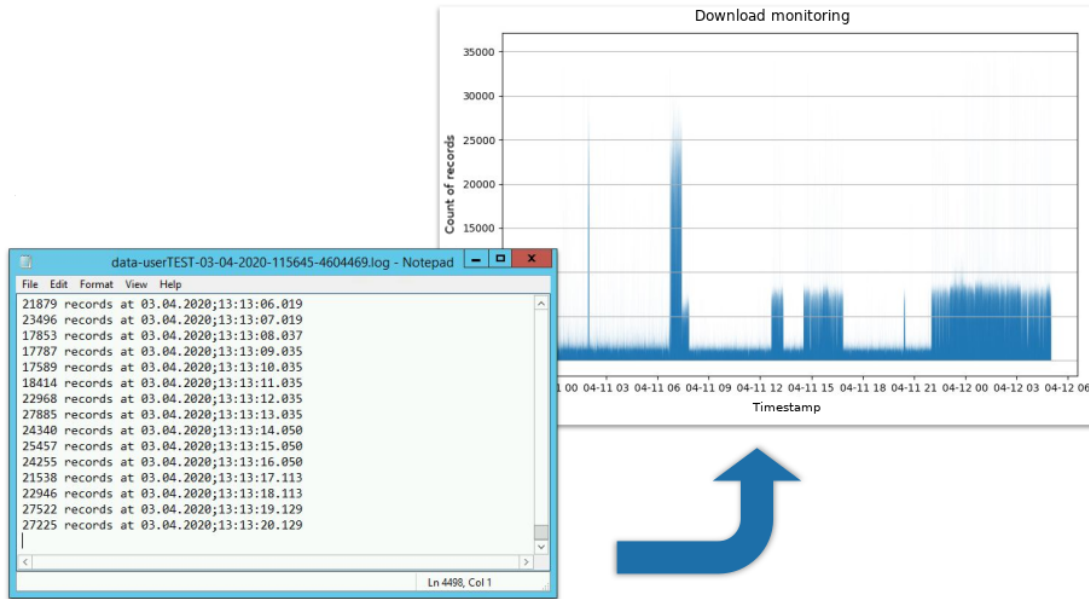 Download monitoring
35000
30000
25000
20000
15000
Count of records
00 04-11 03 04-11 06 04-11 09 04-11 12 04-11 15 04-11 18 04-11 21 04-12 00 04-12 03 04-12 06
Timestamp
data-userTEST-03-04-2020-115645-4604469.log - Notepad
File Edit Format View Help
21879 records at 03.04.2020;13:13:06.019
23496 records at 03.04.2020;13:13:07.019
17853 records at 03.04.2020;13:13:08.037
17787 records at 03.04.2020;13:13:09.035
17589 records at 03.04.2020;13:13:10.035
18414 records at 03.04.2020;13:13:11.035
22968 records at 03.04.2020;13:13:12.035
27885 records at 03.04.2020;13:13:13.035
24340 records at 03.04.2020;13:13:14.050
25457 records at 03.04.2020;13:13:15.050
24255 records at 03.04.2020;13:13:16.050
21538 records at 03.04.2020;13:13:17.113
22946 records at 03.04.2020;13:13:18.113
27522 records at 03.04.2020;13:13:19.129
27225 records at 03.04.2020;13:13:20.129
Ln 4498, Col 1